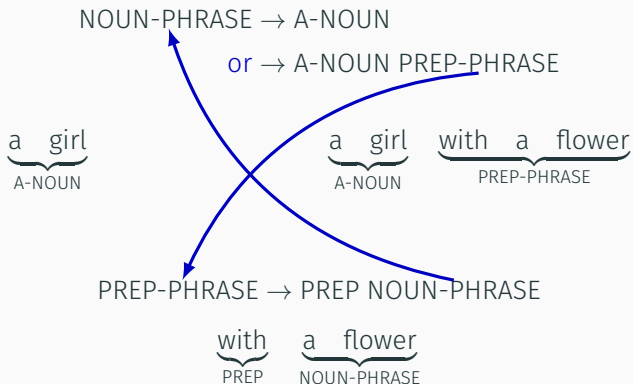 NOUN-PHRASE → A-NOUN
or → A-NOUN PREP-PHRASE
a girl a girl with a flower
A-NOUN A-NOUN PREP-PHRASE
PREP-PHRASE → PREP NOUN-PHRASE
with a flower
PREP NOUN-PHRASE